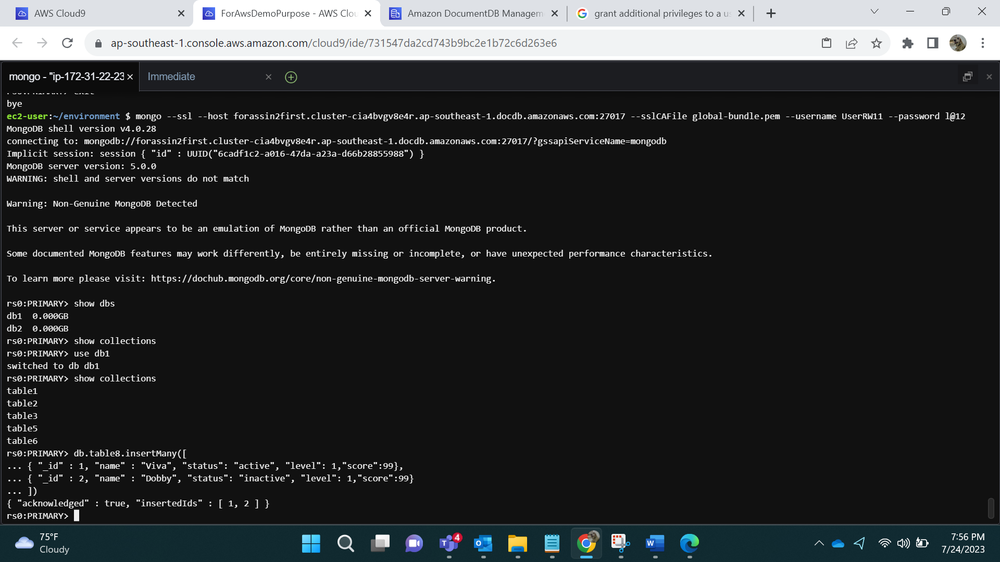 AWS Cloud9
ForAwsDemoPurpose - AWS Clou
Amazon DocumentDB Managem
grant additional privileges to a us
ap-southeast-1.console.aws.amazon.com/cloud9/ide/731547da2cd743b9bc2e1b72c6d263e6
mongo - "ip-172-31-22-23
Immediate
rs0:PRIMARY> exit
bye
ec2-user:~/environment $ mongo --ssl --host forassin2first.cluster-cia4bvgv8e4r.ap-southeast-1.docdb.amazonaws.com:27017 --sslCAFile global-bundle.pem --username UserRW11 --password l@12
MongoDB shell version v4.0.28
connecting to: mongodb://forassin2first.cluster-cia4bvgv8e4r.ap-southeast-1.docdb.amazonaws.com:27017/?gssapiServiceName=mongodb
Implicit session: session { "id" : UUID("6cadf1c2-a016-47da-a23a-d66b28855988") }
MongoDB server version: 5.0.0
WARNING: shell and server versions do not match
Warning: Non-Genuine MongoDB Detected
This server or service appears to be an emulation of MongoDB rather than an official MongoDB product.
Some documented MongoDB features may work differently, be entirely missing or incomplete, or have unexpected performance characteristics.
To learn more please visit: https://dochub.mongodb.org/core/non-genuine-mongodb-server-warning.
rs0:PRIMARY> show dbs
db1  0.000GB
db2  0.000GB
rs0:PRIMARY> show collections
rs0:PRIMARY> use db1
switched to db db1
rs0:PRIMARY> show collections
table1
table2
table3
table5
table6
rs0:PRIMARY> db.table8.insertMany([
... { "_id" : 1, "name" : "Viva", "status": "active", "level": 1,"score":99},
... { "_id" : 2, "name" : "Dobby", "status": "inactive", "level": 1,"score":99}
... ])
{ "acknowledged" : true, "insertedIds" : [ 1, 2 ] }
rs0:PRIMARY>
75°F
Cloudy
4
7:56 PM
7/24/2023